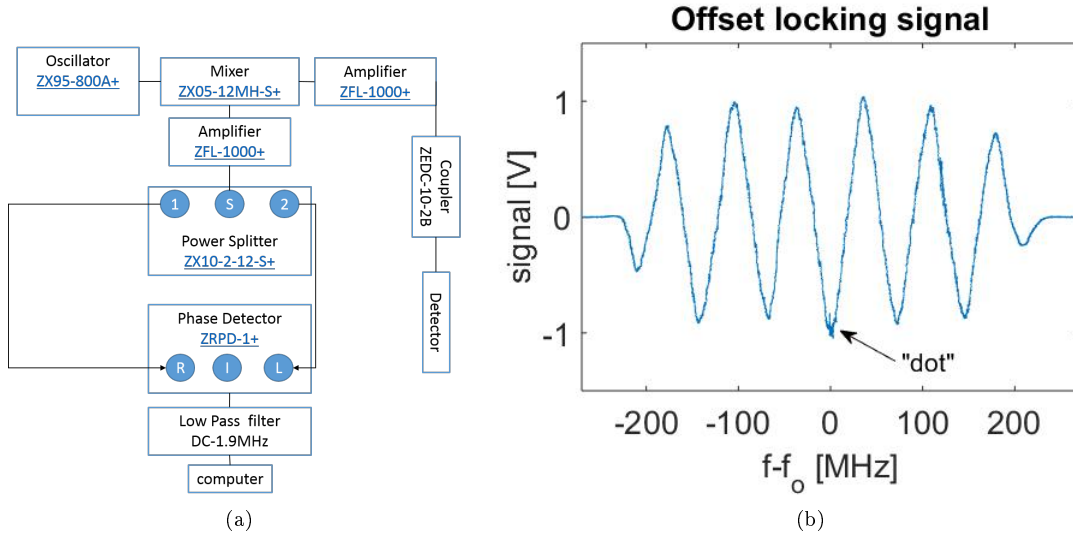 Oscillator
ZX95-800A+
Mixer
ZX05-12MH-S+
Amplifier
ZFL-1000+
Amplifier
ZFL-1000+
Coupler
ZEDC-10-2B
1
S
2
Power Splitter
ZX10-2-12-S+
Detector
Phase Detector
ZRPD-1+
R
I
L
Low Pass filter
DC-1.9MHz
computer
(a)
Offset locking signal
signal [V]
1
0
-1
"dot"
-200
-100
0
100
200
f-fo [MHz]
(b)